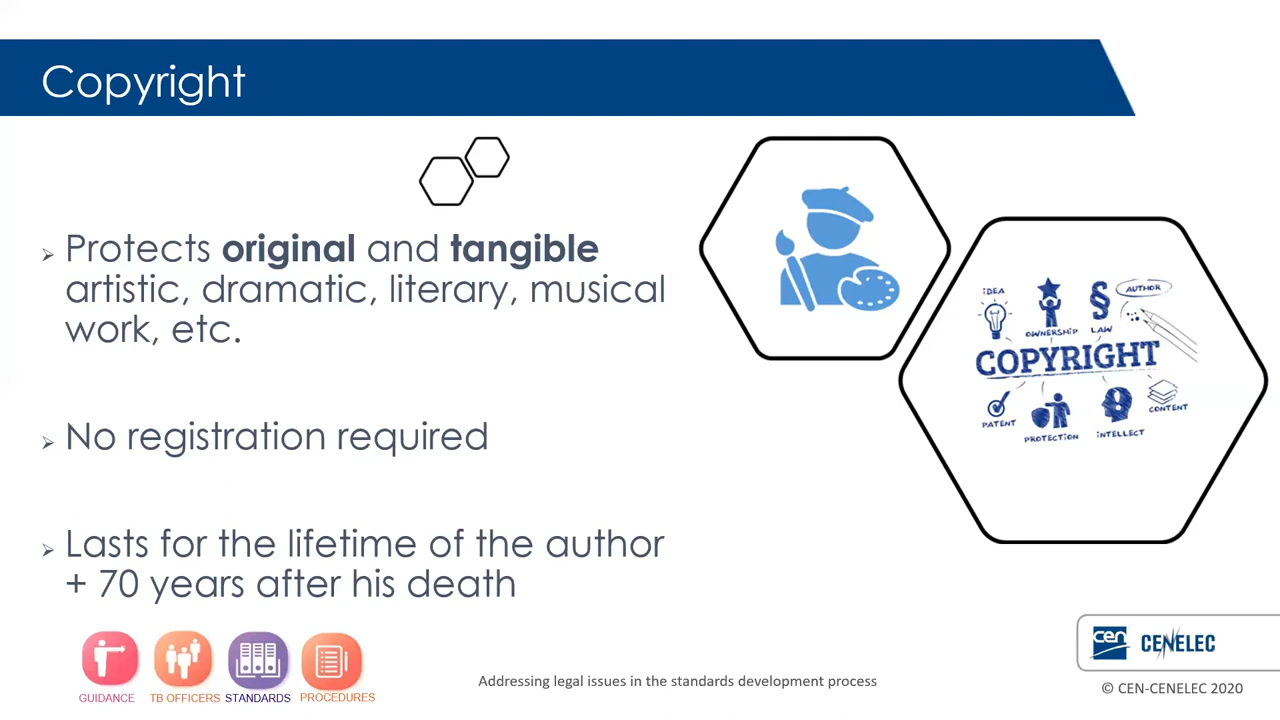 Copyright
➢ Protects original and tangible
artistic, dramatic, literary, musical
work, etc.
➢ No registration required
➢ Lasts for the lifetime of the author
+ 70 years after his death
IDEA
OWNERSHIP
LAW
AUTHOR
COPYRIGHT
PATENT
PROTECTION
INTELLECT
CONTENT
GUIDANCE
TB OFFICERS
STANDARDS
PROCEDURES
Addressing legal issues in the standards development process
cen
CENELEC
© CEN-CENELEC 2020